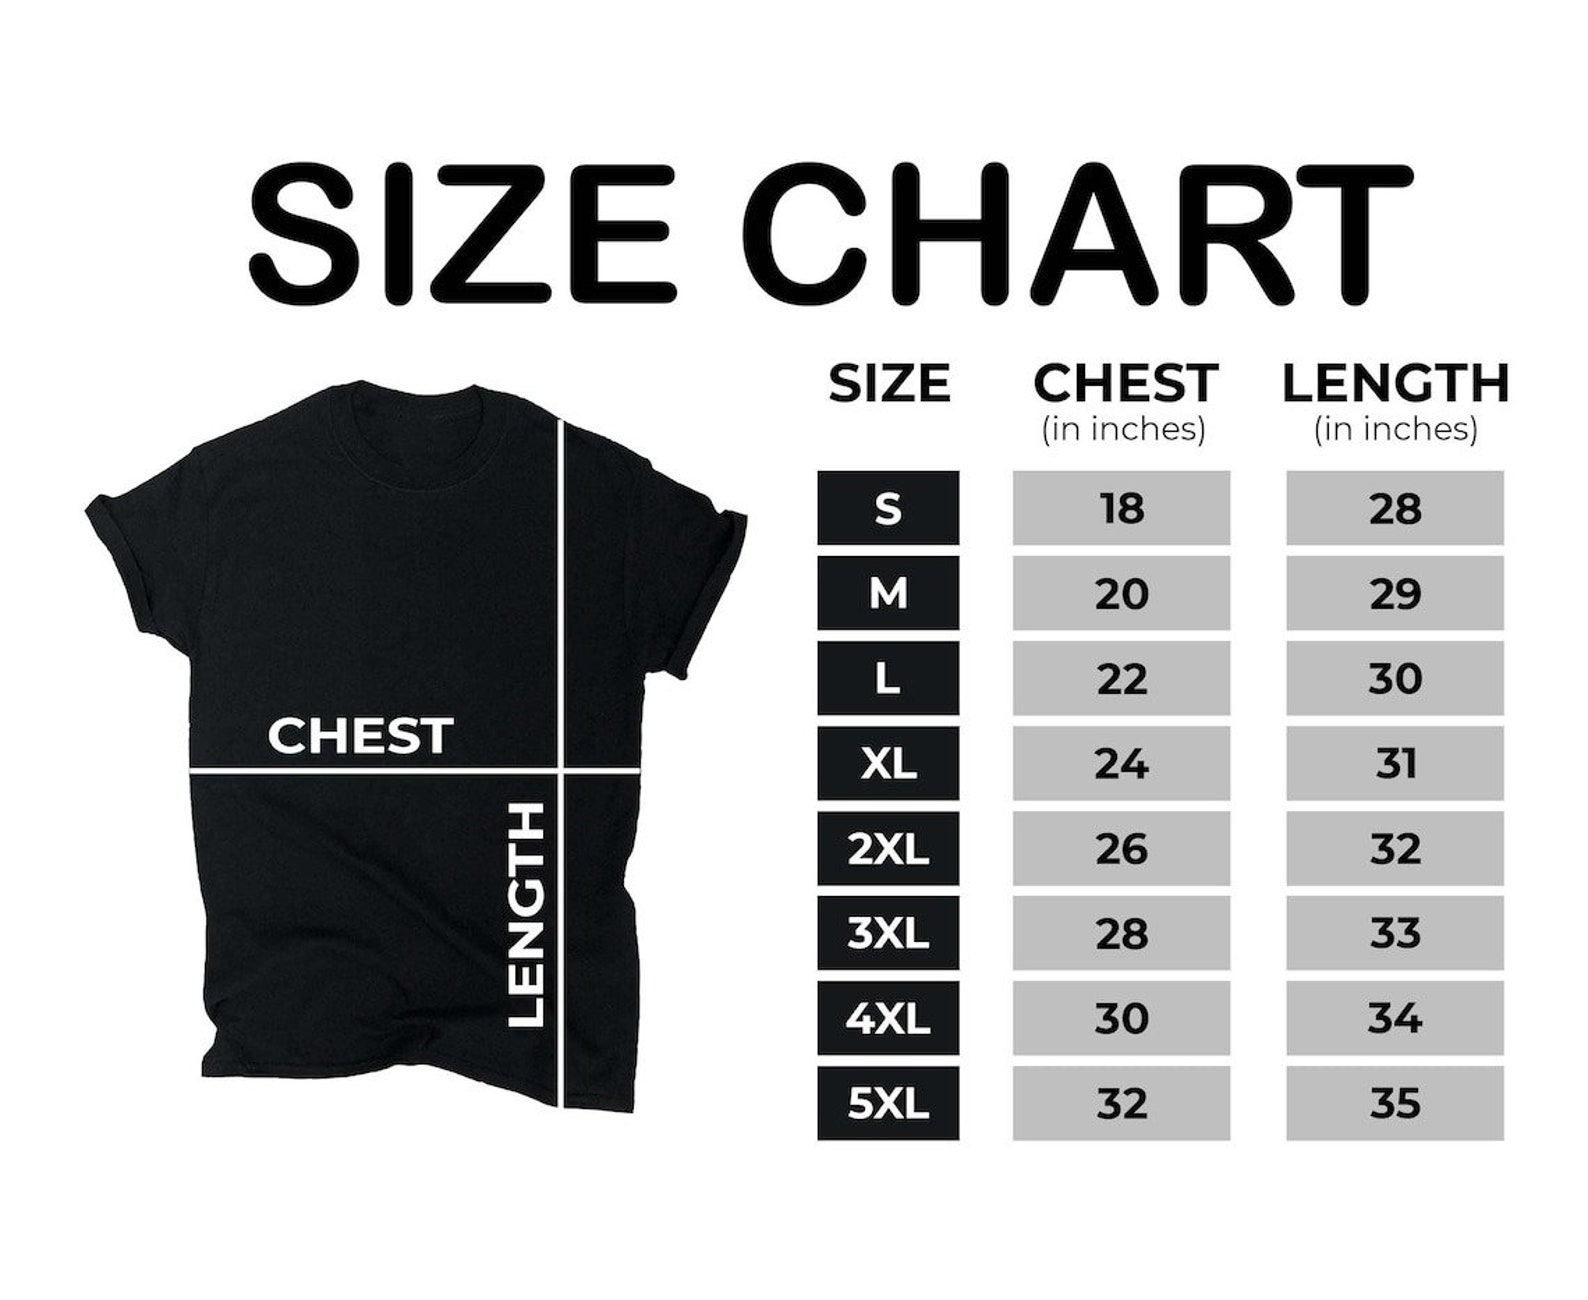 SIZE CHART
SIZE CHEST LENGTH
(in inches) (in inches)
S 18 28
M 20 29
L 22 30
XL 24 31
2XL 26 32
3XL 28 33
4XL 30 34
5XL 32 35
CHEST
LENGTH